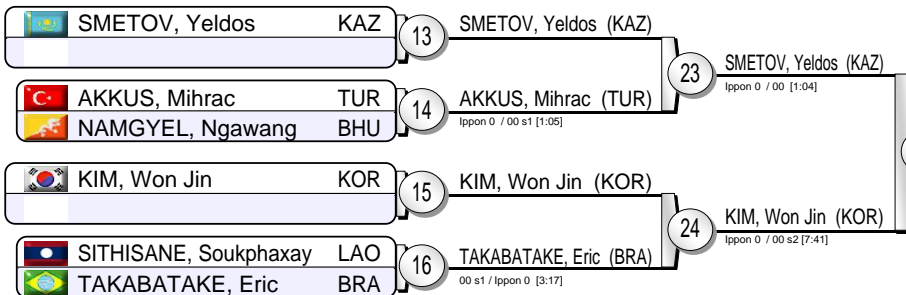 SMETOV, Yeldos KAZ
13
SMETOV, Yeldos (KAZ)
23
SMETOV, Yeldos (KAZ)
Ippon 0 / 00 [1:04]
AKKUS, Mihrac TUR
NAMGYEL, Ngawang BHU
14
AKKUS, Mihrac (TUR)
Ippon 0 / 00 s1 [1:05]
KIM, Won Jin KOR
15
KIM, Won Jin (KOR)
24
KIM, Won Jin (KOR)
Ippon 0 / 00 s2 [7:41]
SITHISANE, Soukphaxay LAO
TAKABATAKE, Eric BRA
16
TAKABATAKE, Eric (BRA)
00 s1 / Ippon 0 [3:17]